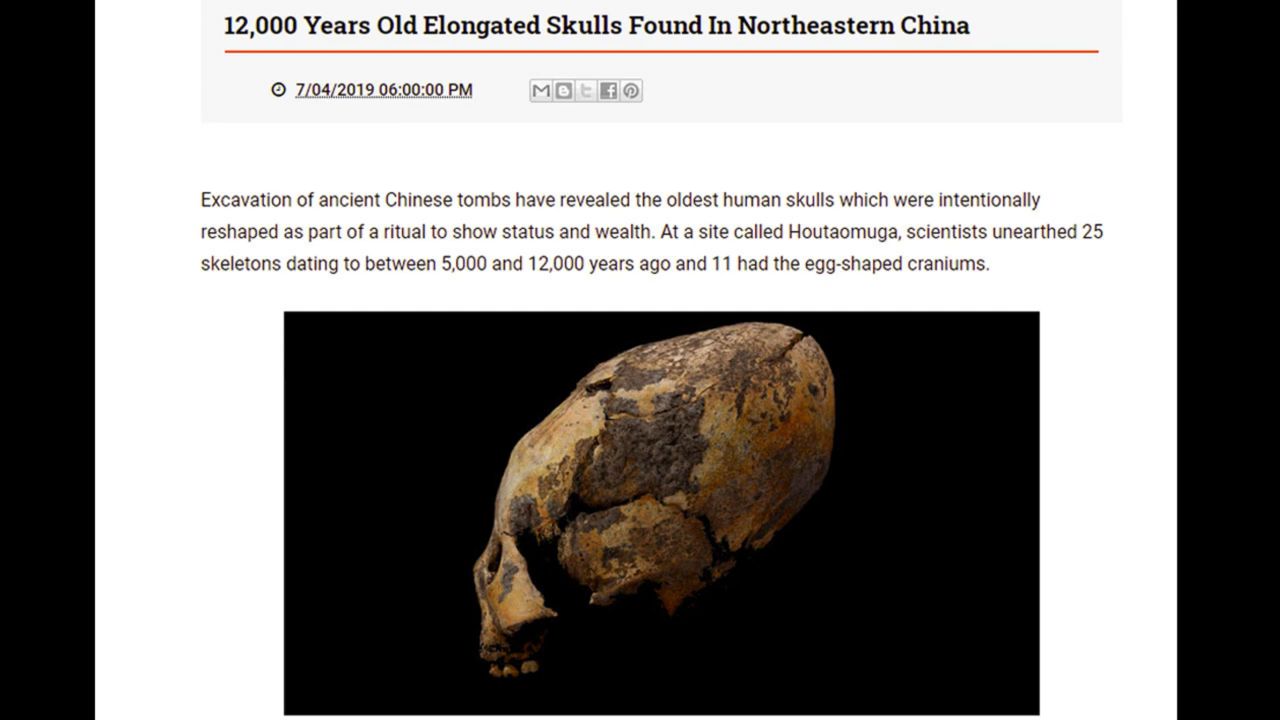 12,000 Years Old Elongated Skulls Found In Northeastern China
7/04/2019 06:00:00 PM
Excavation of ancient Chinese tombs have revealed the oldest human skulls which were intentionally
reshaped as part of a ritual to show status and wealth. At a site called Houtaomuga, scientists unearthed 25
skeletons dating to between 5,000 and 12,000 years ago and 11 had the egg-shaped craniums.